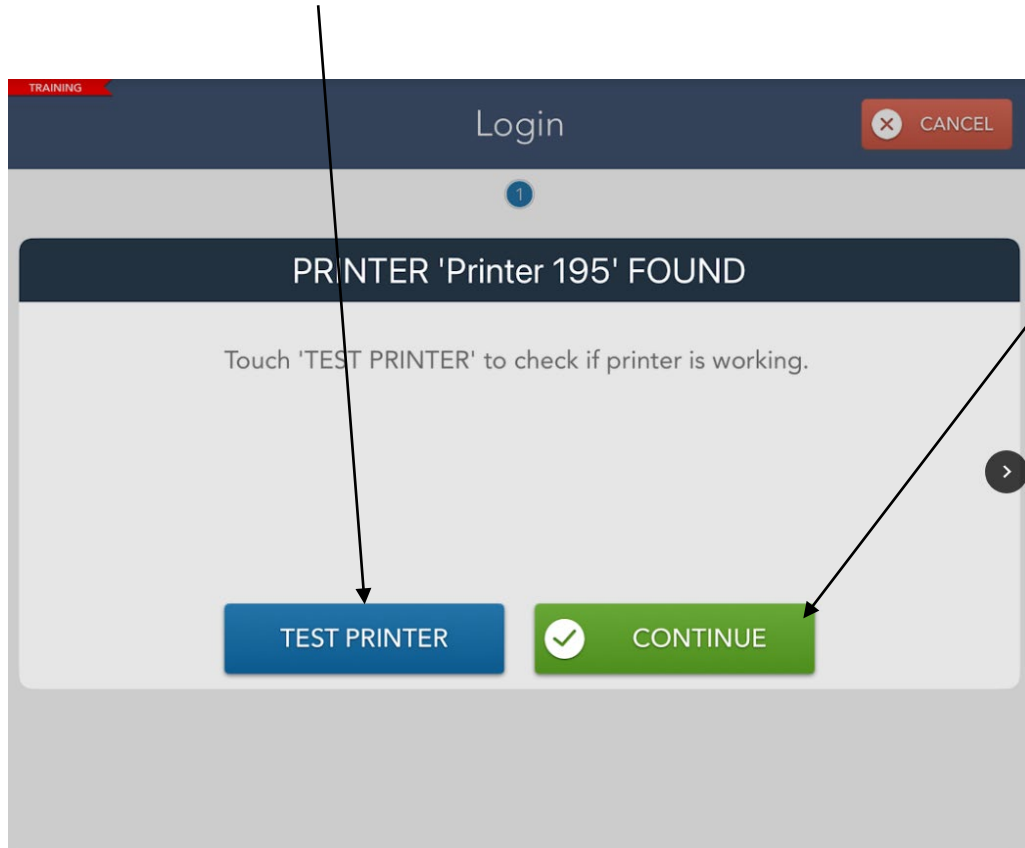 TRAINING
Login
CANCEL
1
PRINTER 'Printer 195' FOUND
Touch 'TEST PRINTER' to check if printer is working.
TEST PRINTER
CONTINUE